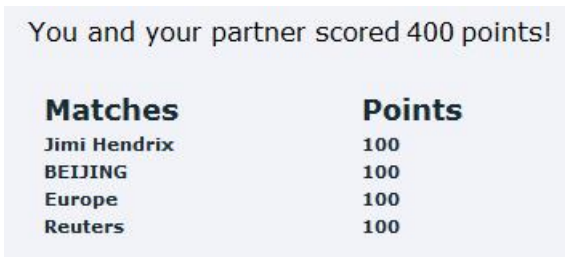 You and your partner scored 400 points!
Matches Points
Jimi Hendrix 100
BEIJING 100
Europe 100
Reuters 100